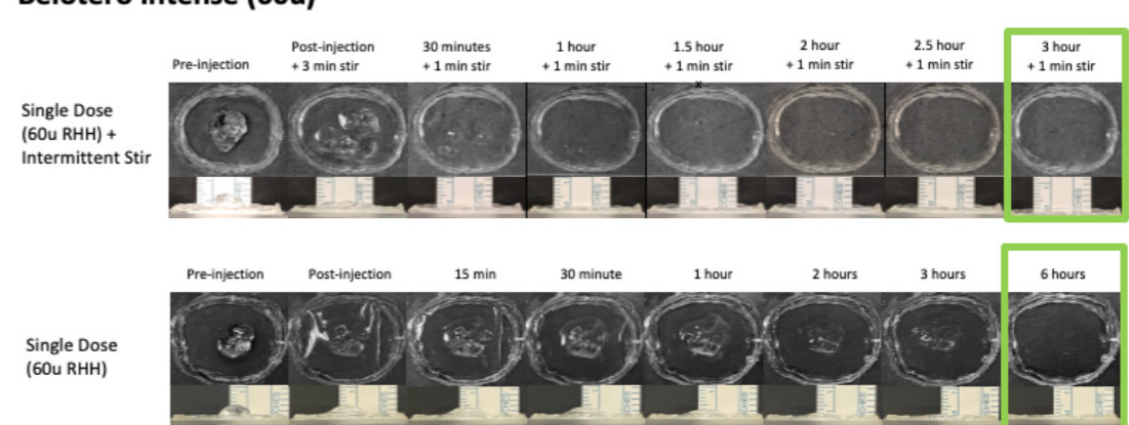 Belotero Intense (60u)
Pre-injection
Post-injection
+ 3 min stir
30 minutes
+ 1 min stir
1 hour
+ 1 min stir
1.5 hour
+ 1 min stir
2 hour
+ 1 min stir
2.5 hour
+ 1 min stir
3 hour
+ 1 min stir
x
Single Dose
(60u RHH) +
Intermittent Stir
Pre-injection
Post-injection
15 min
30 minute
1 hour
2 hours
3 hours
6 hours
Single Dose
(60u RHH)